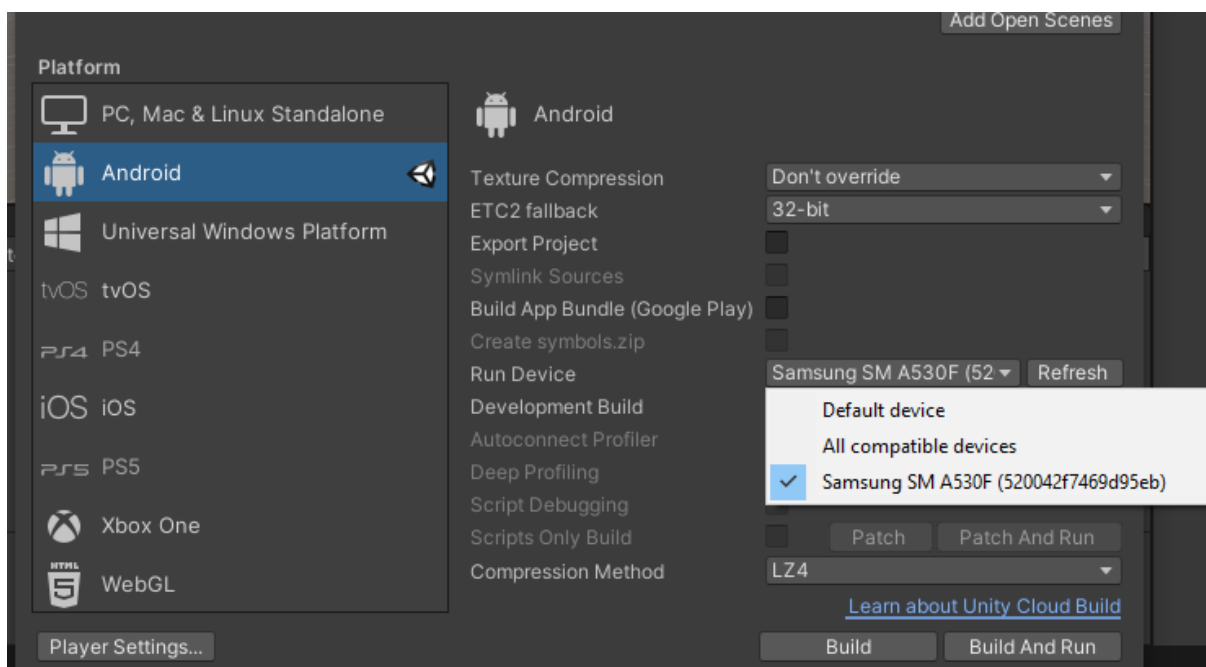 Add Open Scenes
Platform
PC, Mac & Linux Standalone
Android
Universal Windows Platform
tvOS tvOS
PS4 PS4
iOS iOS
PS5 PS5
Xbox One
HTML 5 WebGL
Player Settings...
Android
Texture Compression Don't override
ETC2 fallback 32-bit
Export Project
Symlink Sources
Build App Bundle (Google Play)
Create symbols.zip
Run Device Samsung SM A530F (52 Refresh
Default device
All compatible devices
Samsung SM A530F (520042f7469d95eb)
Development Build
Autoconnect Profiler
Deep Profiling
Script Debugging
Scripts Only Build Patch Patch And Run
Compression Method LZ4
Learn about Unity Cloud Build
Build Build And Run